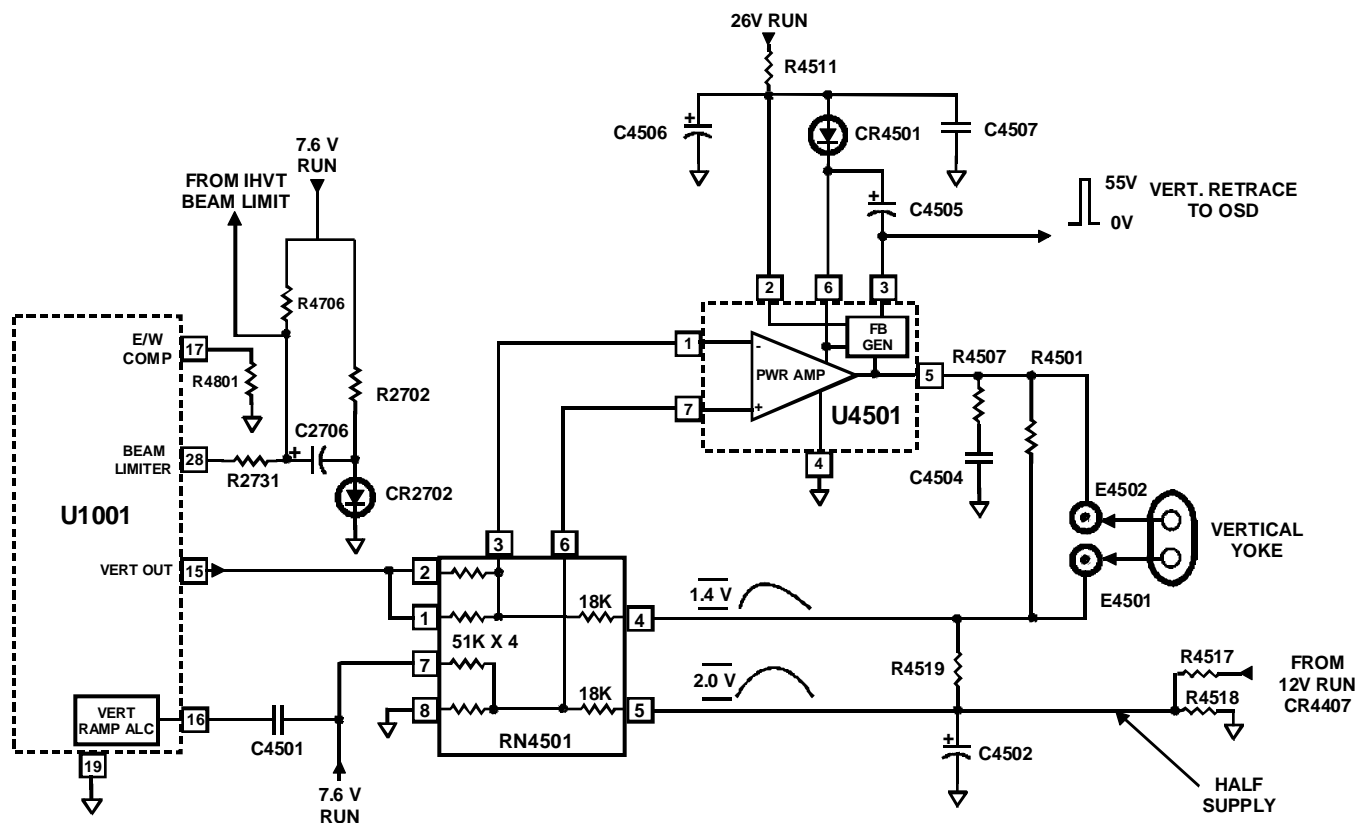 26V RUN
R4511
C4506
CR4501
C4507
7.6 V
RUN
FROM IHVT
BEAM LIMIT
C4505
55V
0V
VERT. RETRACE
TO OSD
R4706
2
6
3
E/W
COMP
17
R4801
R2702
1
-
FB
GEN
PWR AMP
5
R4507
R4501
7
+
U4501
C2706
+
BEAM
LIMITER
28
R2731
CR2702
4
C4504
E4502
VERTICAL
YOKE
U1001
3
6
VERT OUT
15
2
18K
4
1.4 V
E4501
1
51K X 4
R4519
R4517
FROM
12V RUN
CR4407
7
18K
2.0 V
R4518
VERT
RAMP ALC
16
8
5
C4501
RN4501
C4502
19
7.6 V
RUN
HALF
SUPPLY
+
+
+